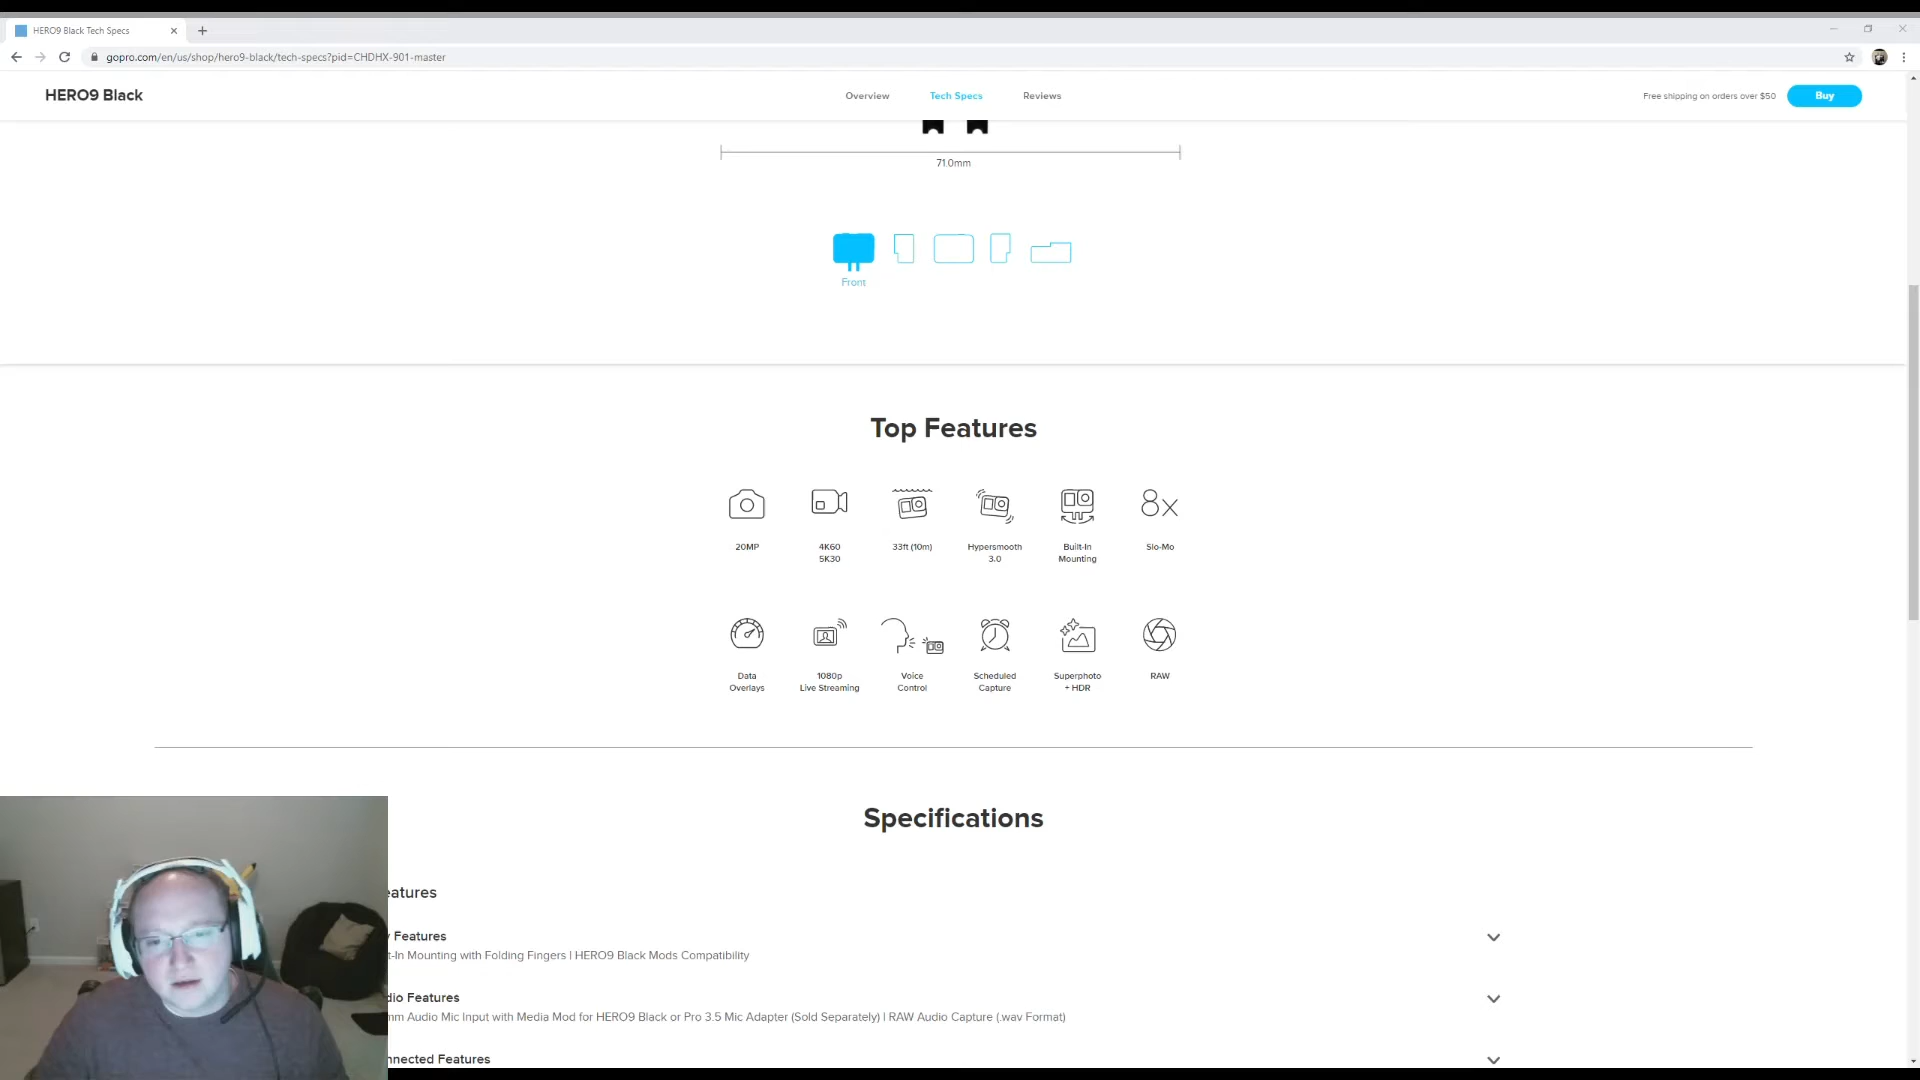 HERO9 Black Tech Specs
gopro.com/en/us/shop/hero9-black/tech-specs?pid=CHDHX-901-master
HERO9 Black
Overview
Tech Specs
Reviews
Free shipping on orders over $50
Buy
71.0mm
Front
Top Features
8x
20MP
4K60
5K30
33ft (10m)
Hypersmooth
3.0
Built-In
Mounting
Slo-Mo
Data
Overlays
1080p
Live Streaming
Voice
Control
Scheduled
Capture
Superphoto
+ HDR
RAW
Specifications
eatures
y Features
t-In Mounting with Folding Fingers | HERO9 Black Mods Compatibility
dio Features
mm Audio Mic Input with Media Mod for HERO9 Black or Pro 3.5 Mic Adapter (Sold Separately) | RAW Audio Capture (.wav Format)
nnected Features